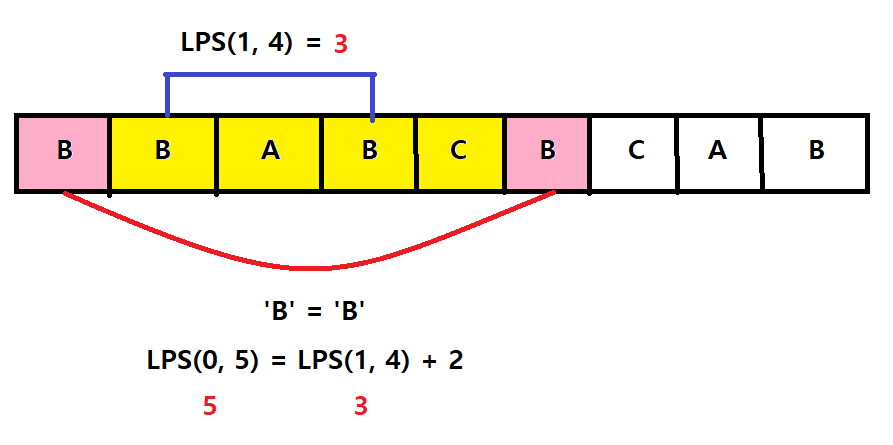 LPS(1, 4) = 3
B B A B C B C A B
'B' = 'B'
LPS(0, 5) = LPS(1, 4) + 2
5 3